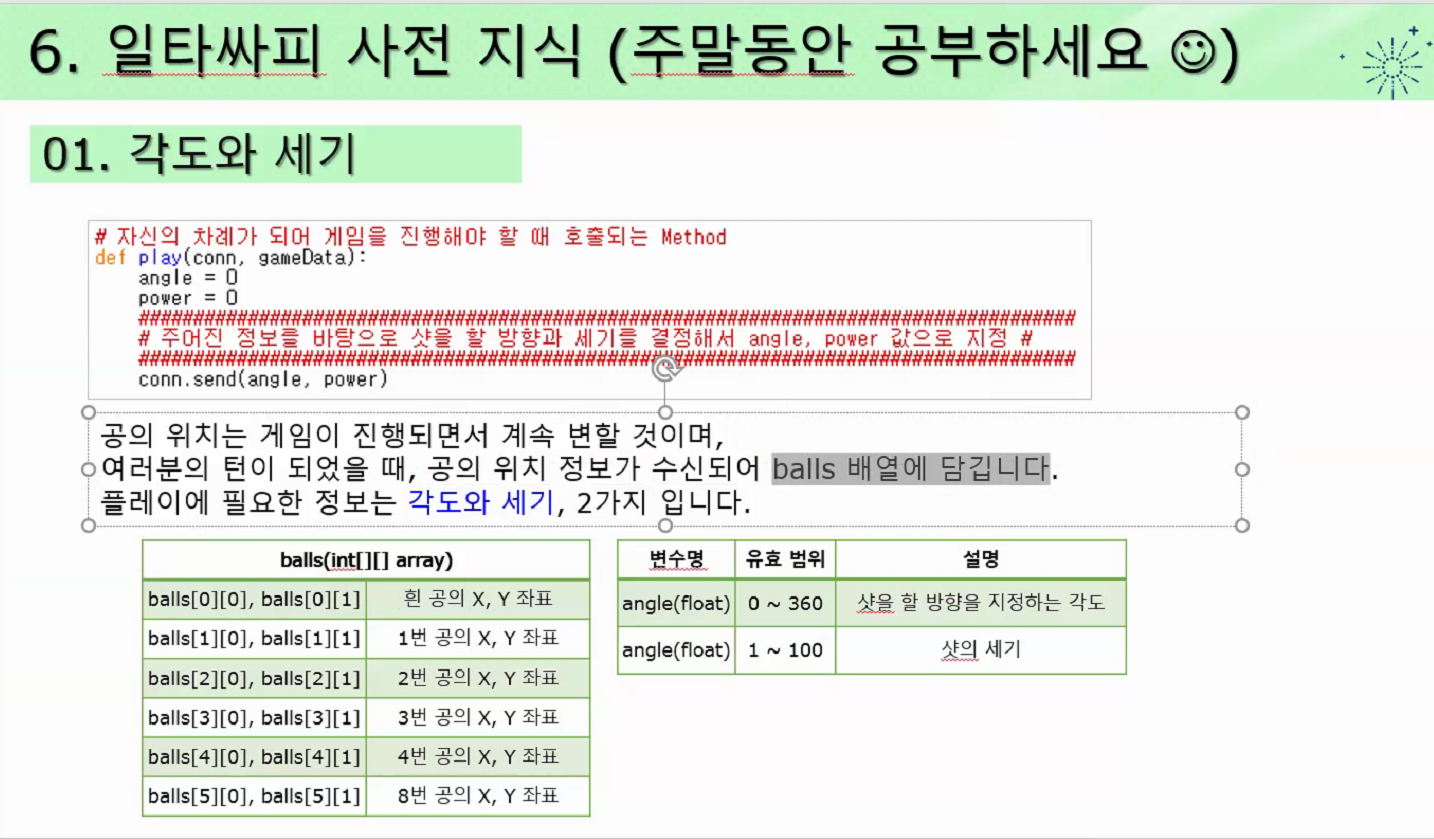 6. 일타싸피 사전 지식 (주말동안 공부하세요 ☺)
01. 각도와 세기
# 자신의 차례가 되어 게임을 진행해야 할 때 호출되는 Method
def play(conn, gameData):
angle = 0
power = 0
######################################################################################
# 주어진 정보를 바탕으로 샷을 할 방향과 세기를 결정해서 angle, power 값으로 지정 #
######################################################################################
conn.send(angle, power)
공의 위치는 게임이 진행되면서 계속 변할 것이며,
여러분의 턴이 되었을 때, 공의 위치 정보가 수신되어 balls 배열에 담깁니다.
플레이에 필요한 정보는 각도와 세기, 2가지 입니다.
balls(int[][] array)
balls[0][0], balls[0][1] 흰 공의 X, Y 좌표
balls[1][0], balls[1][1] 1번 공의 X, Y 좌표
balls[2][0], balls[2][1] 2번 공의 X, Y 좌표
balls[3][0], balls[3][1] 3번 공의 X, Y 좌표
balls[4][0], balls[4][1] 4번 공의 X, Y 좌표
balls[5][0], balls[5][1] 8번 공의 X, Y 좌표
변수명 유효 범위 설명
angle(float) 0 ~ 360 샷을 할 방향을 지정하는 각도
angle(float) 1 ~ 100 샷의 세기